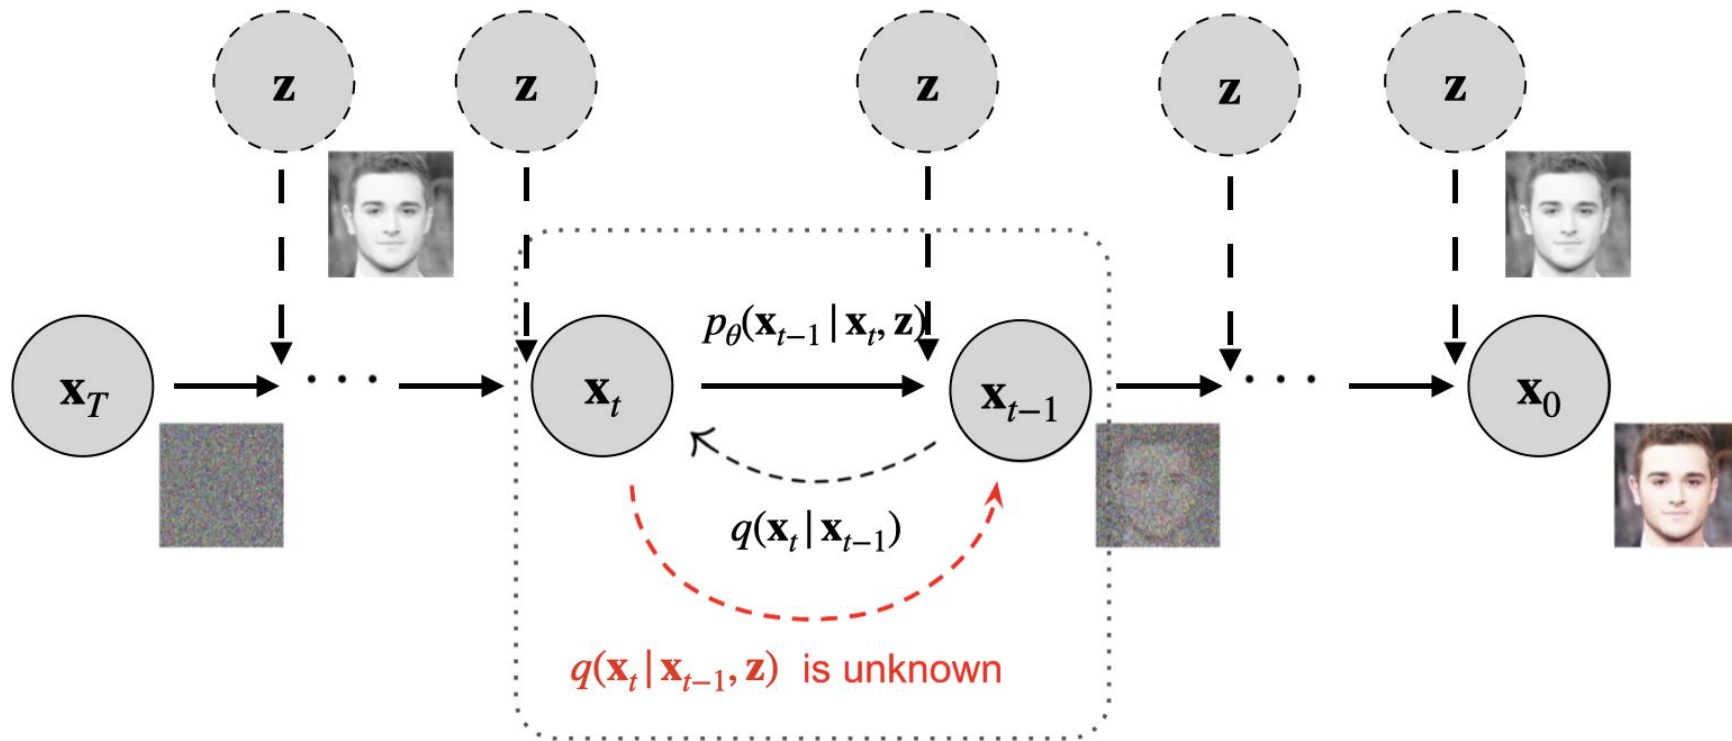 z z z z z
p_θ(x_{t−1} | x_t, z)
x_T · · · x_t x_{t−1} · · · x_0
q(x_t | x_{t−1})
q(x_t | x_{t−1}, z) is unknown